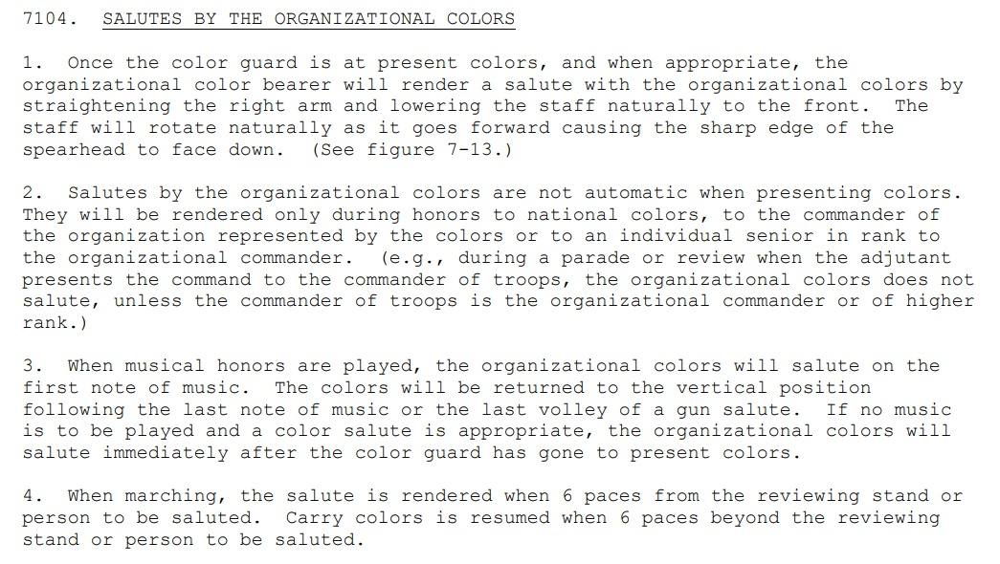 7104.  SALUTES BY THE ORGANIZATIONAL COLORS
1.  Once the color guard is at present colors, and when appropriate, the
organizational color bearer will render a salute with the organizational colors by
straightening the right arm and lowering the staff naturally to the front.  The
staff will rotate naturally as it goes forward causing the sharp edge of the
spearhead to face down.  (See figure 7-13.)
2.  Salutes by the organizational colors are not automatic when presenting colors.
They will be rendered only during honors to national colors, to the commander of
the organization represented by the colors or to an individual senior in rank to
the organizational commander.  (e.g., during a parade or review when the adjutant
presents the command to the commander of troops, the organizational colors does not
salute, unless the commander of troops is the organizational commander or of higher
rank.)
3.  When musical honors are played, the organizational colors will salute on the
first note of music.  The colors will be returned to the vertical position
following the last note of music or the last volley of a gun salute.  If no music
is to be played and a color salute is appropriate, the organizational colors will
salute immediately after the color guard has gone to present colors.
4.  When marching, the salute is rendered when 6 paces from the reviewing stand or
person to be saluted.  Carry colors is resumed when 6 paces beyond the reviewing
stand or person to be saluted.